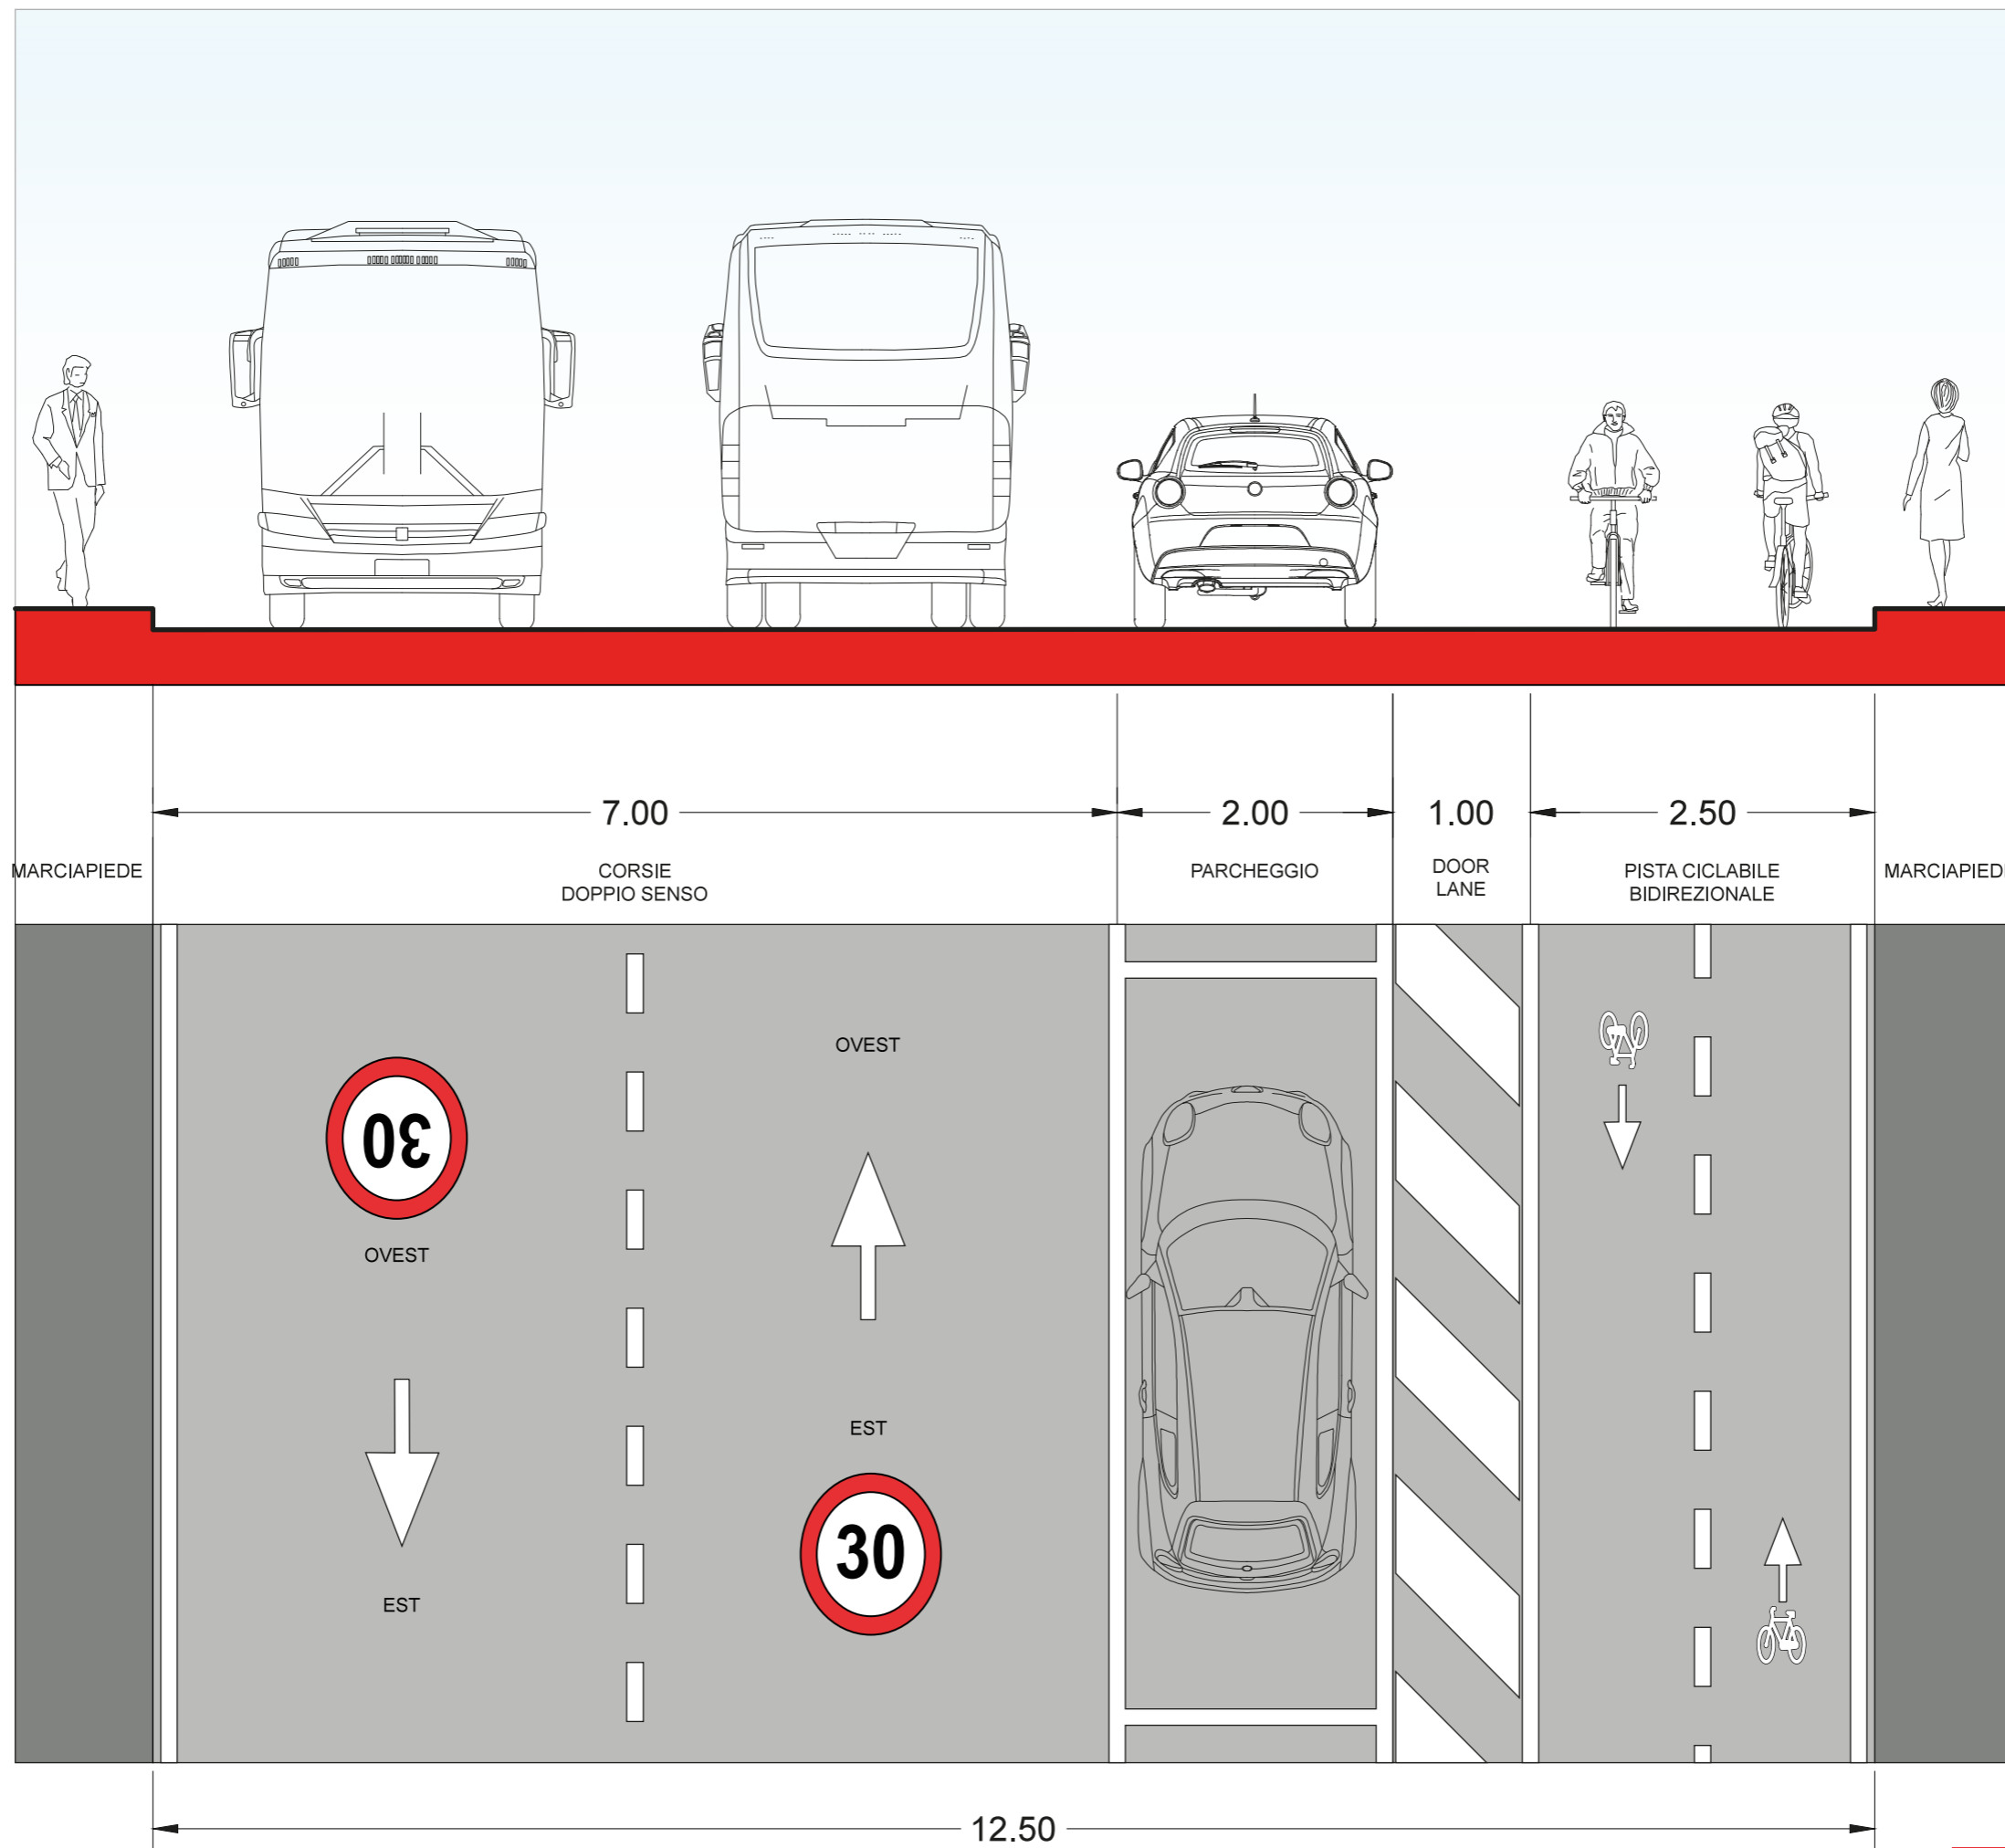 7.00
2.00
1.00
2.50
MARCIAPIEDE
CORSIE
DOPPIO SENSO
PARCHEGGIO
DOOR
LANE
PISTA CICLABILE
BIDIREZIONALE
MARCIAPIED
OVEST
30
OVEST
EST
30
EST
12.50